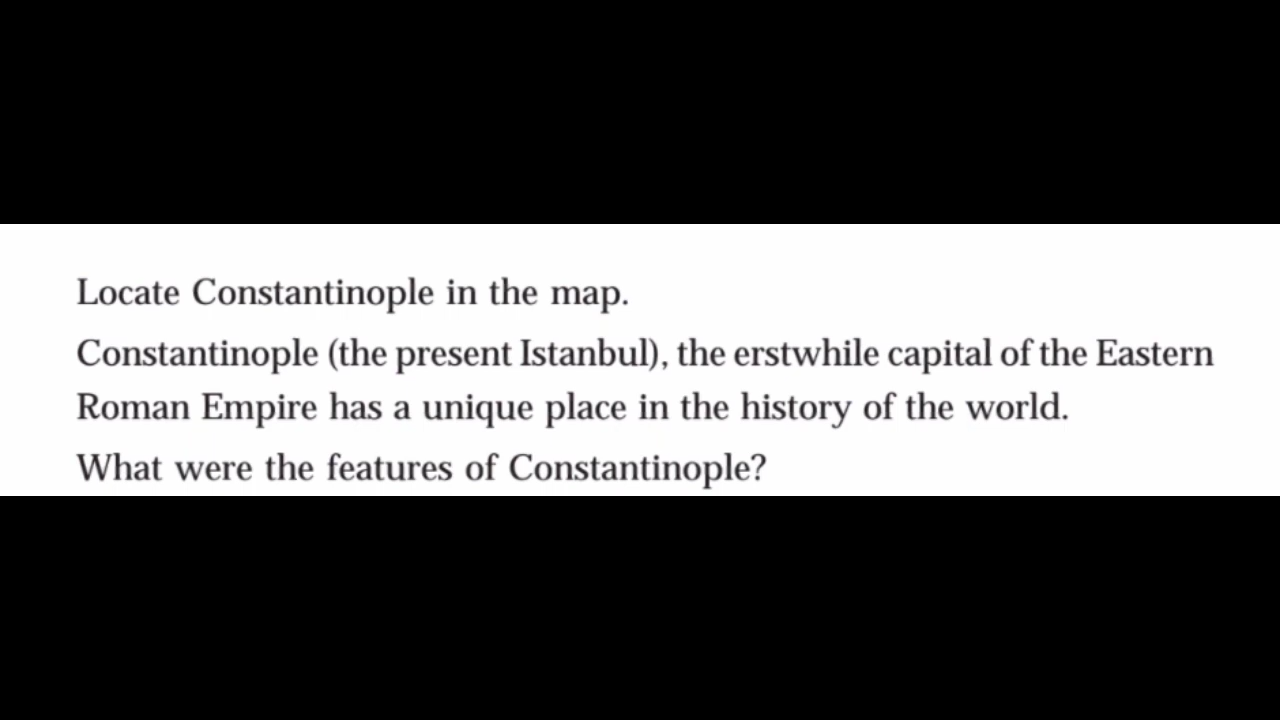 Locate Constantinople in the map.
Constantinople (the present Istanbul), the erstwhile capital of the Eastern
Roman Empire has a unique place in the history of the world.
What were the features of Constantinople?